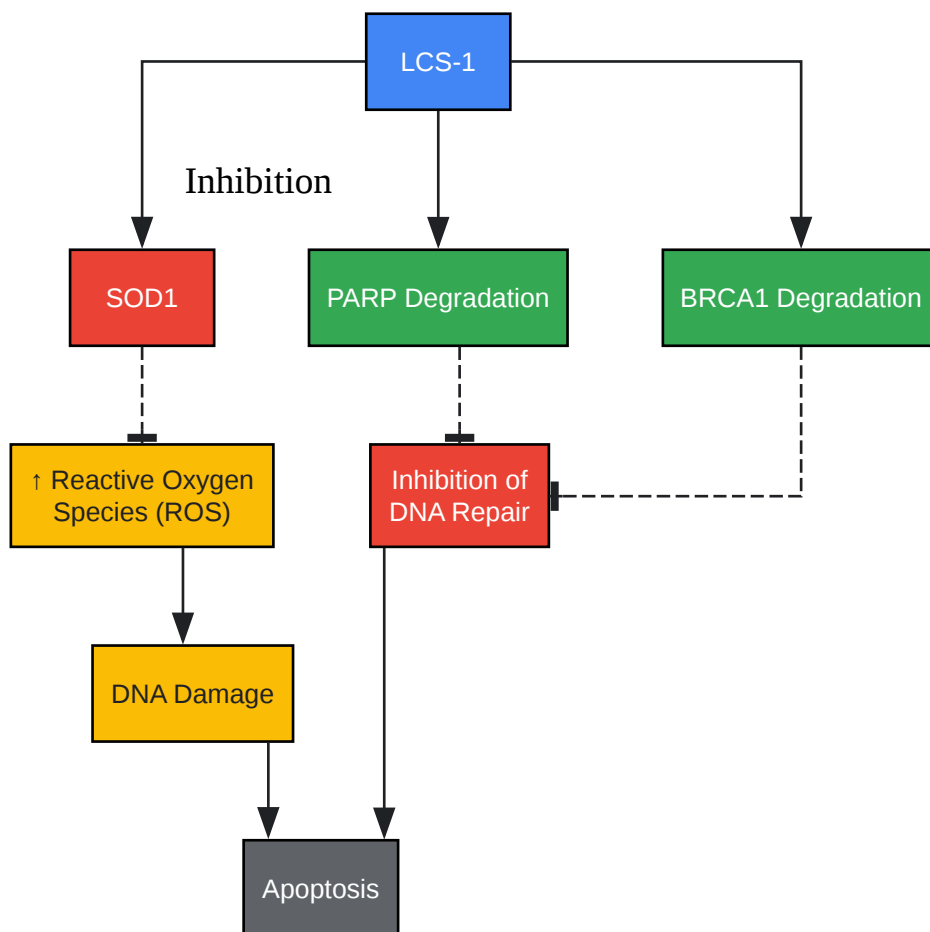 LCS-1
Inhibition
SOD1
PARP Degradation
BRCA1 Degradation
↑ Reactive Oxygen
Species (ROS)
Inhibition of
DNA Repair
DNA Damage
Apoptosis